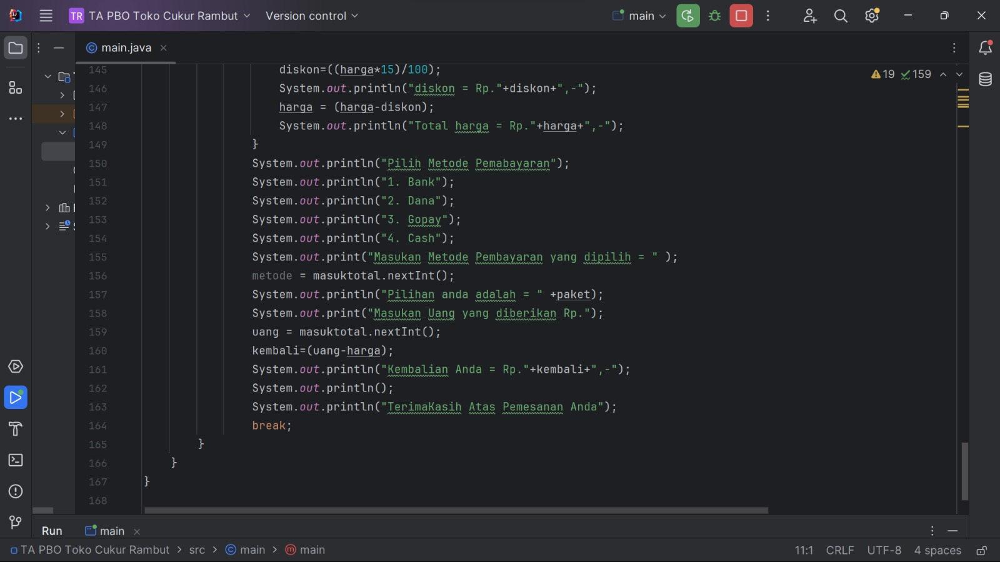 TR TA PBO Toko Cukur Rambut Version control main
main.java
19 159
145 diskon=((harga*15)/100);
146 System.out.println("diskon = Rp."+diskon+",-");
147 harga = (harga-diskon);
148 System.out.println("Total harga = Rp."+harga+",-");
149 }
150 System.out.println("Pilih Metode Pemabayaran");
151 System.out.println("1. Bank");
152 System.out.println("2. Dana");
153 System.out.println("3. Gopay");
154 System.out.println("4. Cash");
155 System.out.print("Masukan Metode Pembayaran yang dipilih = " );
156 metode = masuktotal.nextInt();
157 System.out.println("Pilihan anda adalah = " +paket);
158 System.out.print("Masukan Uang yang diberikan Rp.");
159 uang = masuktotal.nextInt();
160 kembali=(uang-harga);
161 System.out.println("Kembalian Anda = Rp."+kembali+",-");
162 System.out.println();
163 System.out.println("TerimaKasih Atas Pemesanan Anda");
164 break;
165 }
166 }
167 }
168
Run main
TA PBO Toko Cukur Rambut > src > main > main 11:1 CRLF UTF-8 4 spaces